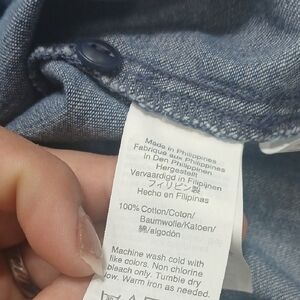 Made in Philippines
Fabrique aux Philippines
In Den Philippinen
Hergestellt
Vervaardigd in Filipijnen
フィリピン製
Hecho en Filipinas
100% Cotton/Coton/
Baumwolle/Katoen/
綿/algodón
Machine wash cold with
like colors. Non chlorine
bleach only. Tumble dry
low. Warm iron as needed.